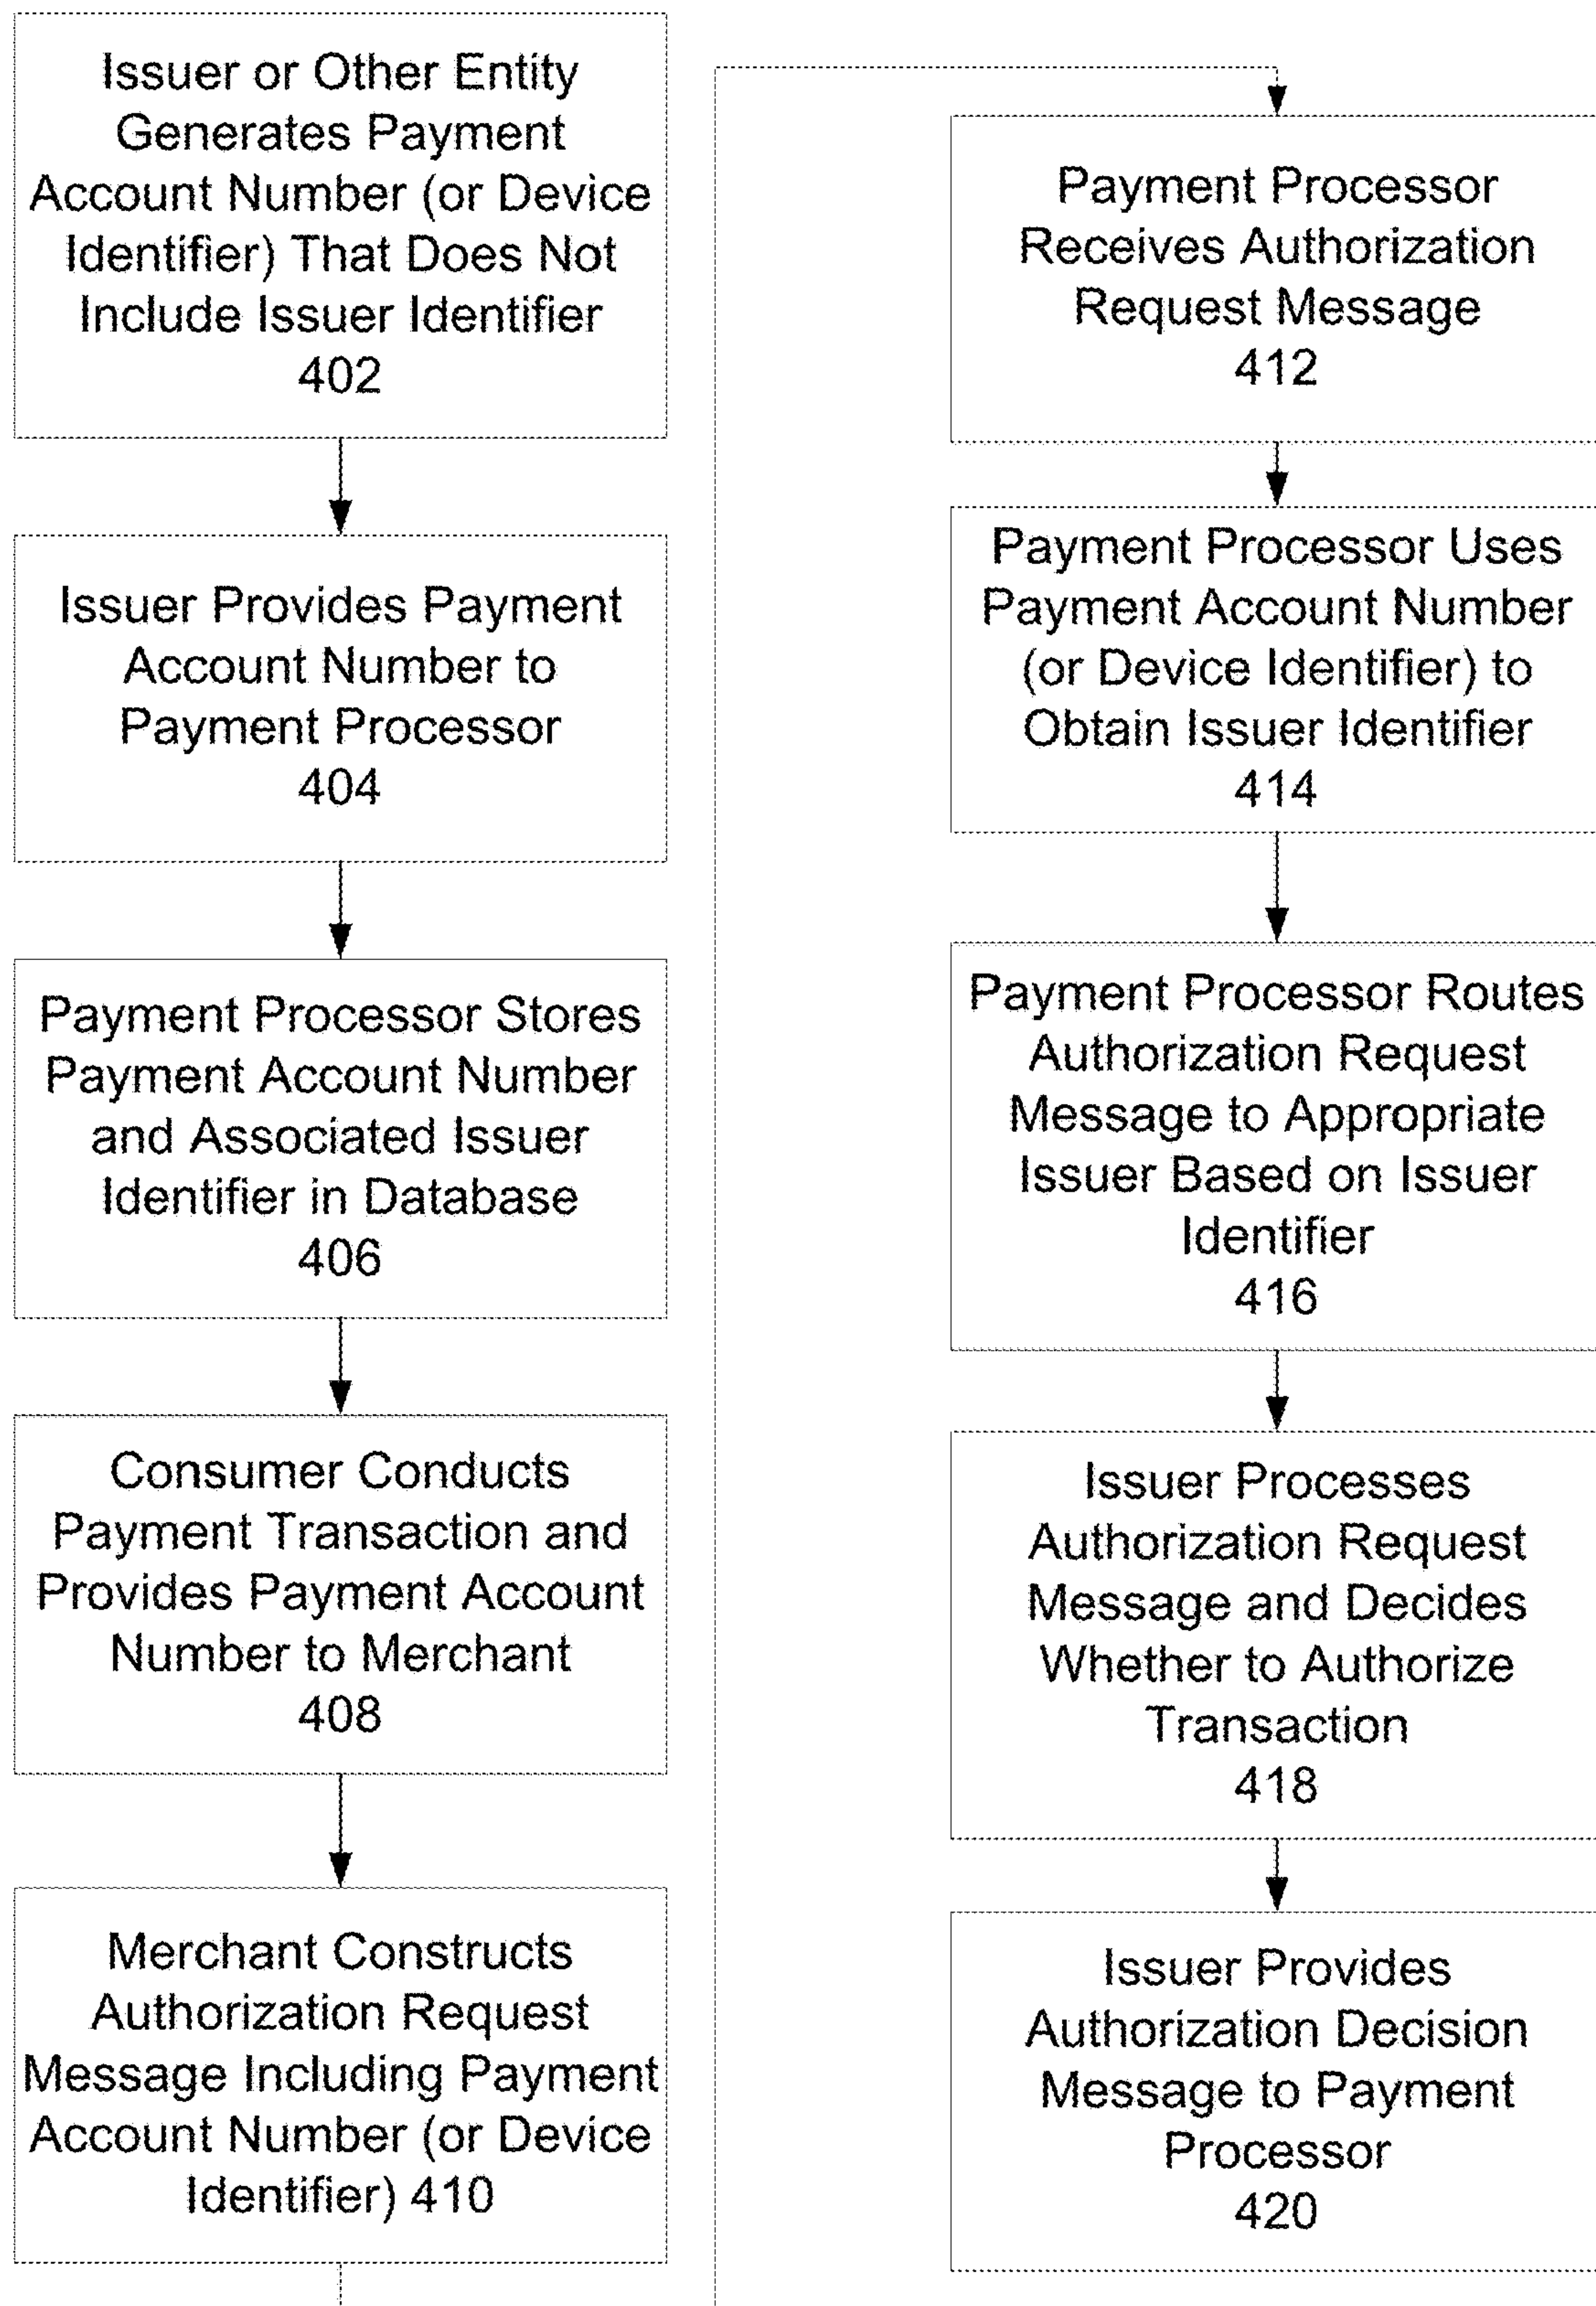 Issuer or Other Entity
Generates Payment
Account Number (or Device
Identifier) That Does Not
Include Issuer Identifier
402
Issuer Provides Payment
Account Number to
Payment Processor
404
Payment Processor Stores
Payment Account Number
and Associated Issuer
Identifier in Database
406
Consumer Conducts
Payment Transaction and
Provides Payment Account
Number to Merchant
408
Merchant Constructs
Authorization Request
Message Including Payment
Account Number (or Device
Identifier) 410
Payment Processor
Receives Authorization
Request Message
412
Payment Processor Uses
Payment Account Number
(or Device Identifier) to
Obtain Issuer Identifier
414
Payment Processor Routes
Authorization Request
Message to Appropriate
Issuer Based on Issuer
Identifier
416
Issuer Processes
Authorization Request
Message and Decides
Whether to Authorize
Transaction
418
Issuer Provides
Authorization Decision
Message to Payment
Processor
420